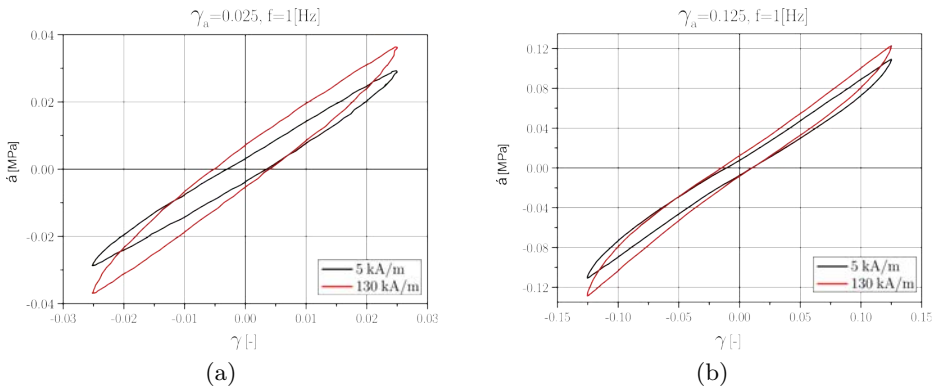 γₐ=0.025, f=1[Hz]
á [MPa]
0.04
0.02
0.00
-0.02
-0.04
5 kA/m
130 kA/m
-0.03 -0.02 -0.01 0.00 0.01 0.02 0.03
γ [-]
(a)
γₐ=0.125, f=1[Hz]
á [MPa]
0.12
0.08
0.04
0.00
-0.04
-0.08
-0.12
5 kA/m
130 kA/m
-0.15 -0.10 -0.05 0.00 0.05 0.10 0.15
γ [-]
(b)